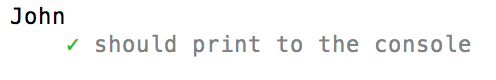 John
✓ should print to the console